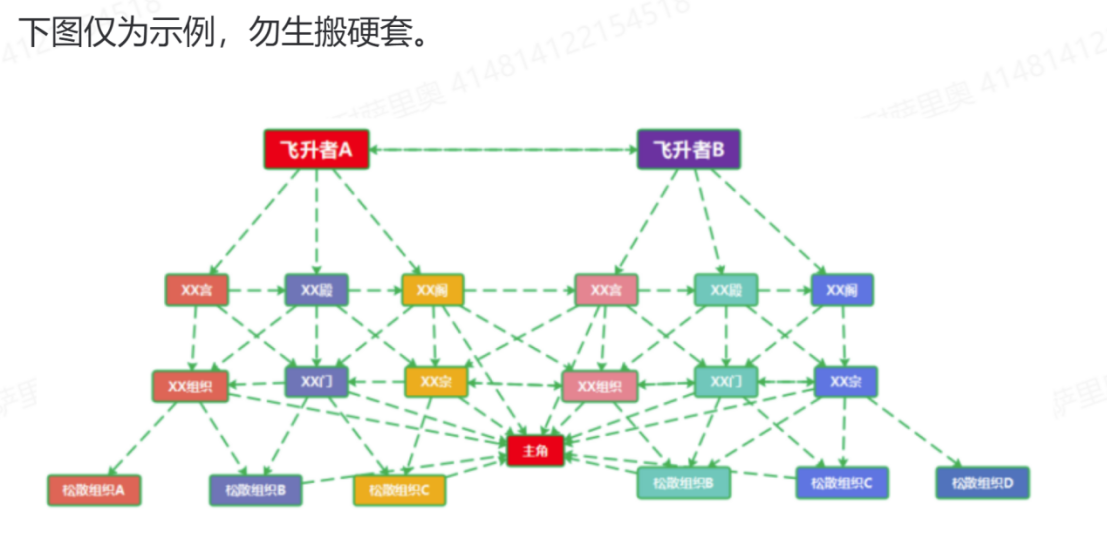 下图仅为示例，勿生搬硬套。
飞升者A
飞升者B
XX宫
XX殿
XX阁
XX宫
XX殿
XX阁
XX组织
XX门
XX宗
XX组织
XX门
XX宗
主角
松散组织A
松散组织B
松散组织C
松散组织B
松散组织C
松散组织D